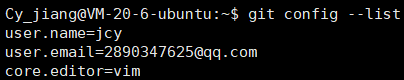 Cy_jiang@VM-20-6-ubuntu:~$ git config --list
user.name=jcy
user.email=2890347625@qq.com
core.editor=vim